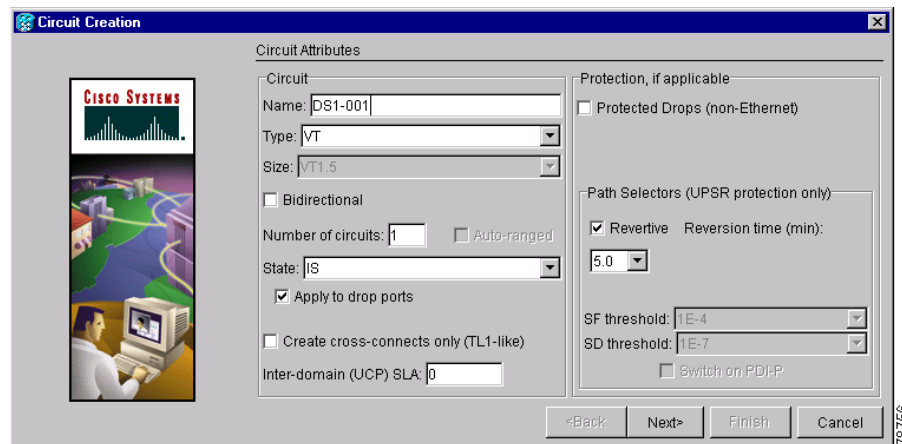 Circuit Creation
Circuit Attributes
CISCO SYSTEMS
Circuit
Name: DS1-001
Type: VT
Size: VT1.5
Bidirectional
Number of circuits: 1 Auto-ranged
State: IS
Apply to drop ports
Create cross-connects only (TL1-like)
Inter-domain (UCP) SLA: 0
Protection, if applicable
Protected Drops (non-Ethernet)
Path Selectors (UPSR protection only)
Revertive Reversion time (min):
5.0
SF threshold: 1E-4
SD threshold: 1E-7
Switch on PDI-P
<Back Next> Finish Cancel